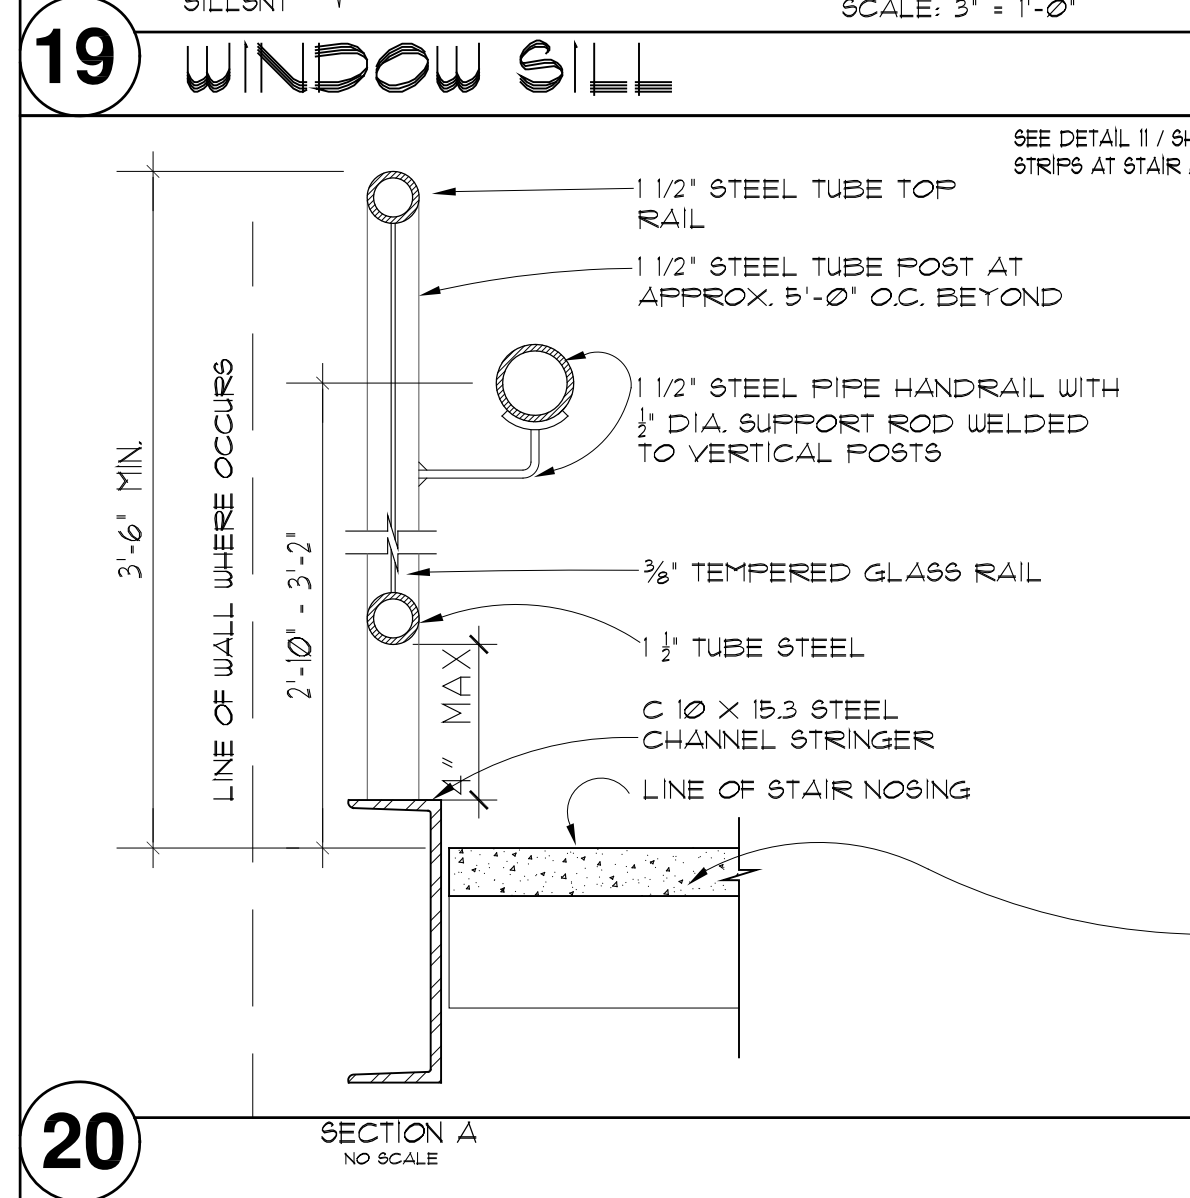 SILLSNT
SCALE: 3" = 1'-0"
19
WINDOW SILL
SEE DETAIL 11 /
STRIPS AT STAIR
1 1/2" STEEL TUBE TOP
RAIL
1 1/2" STEEL TUBE POST AT
APPROX. 5'-0" O.C. BEYOND
1 1/2" STEEL PIPE HANDRAIL WITH
1/2" DIA. SUPPORT ROD WELDED
TO VERTICAL POSTS
3'-6" MIN.
LINE OF WALL WHERE OCCURS
2'-10" - 3'-2"
3/8" TEMPERED GLASS RAIL
1 1/2" TUBE STEEL
4" MAX
C 10 X 15.3 STEEL
CHANNEL STRINGER
LINE OF STAIR NOSING
20
SECTION A
NO SCALE